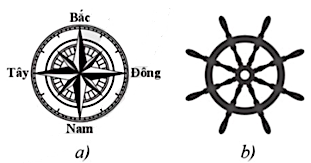 Bắc
Tây Đông
Nam
a) b)